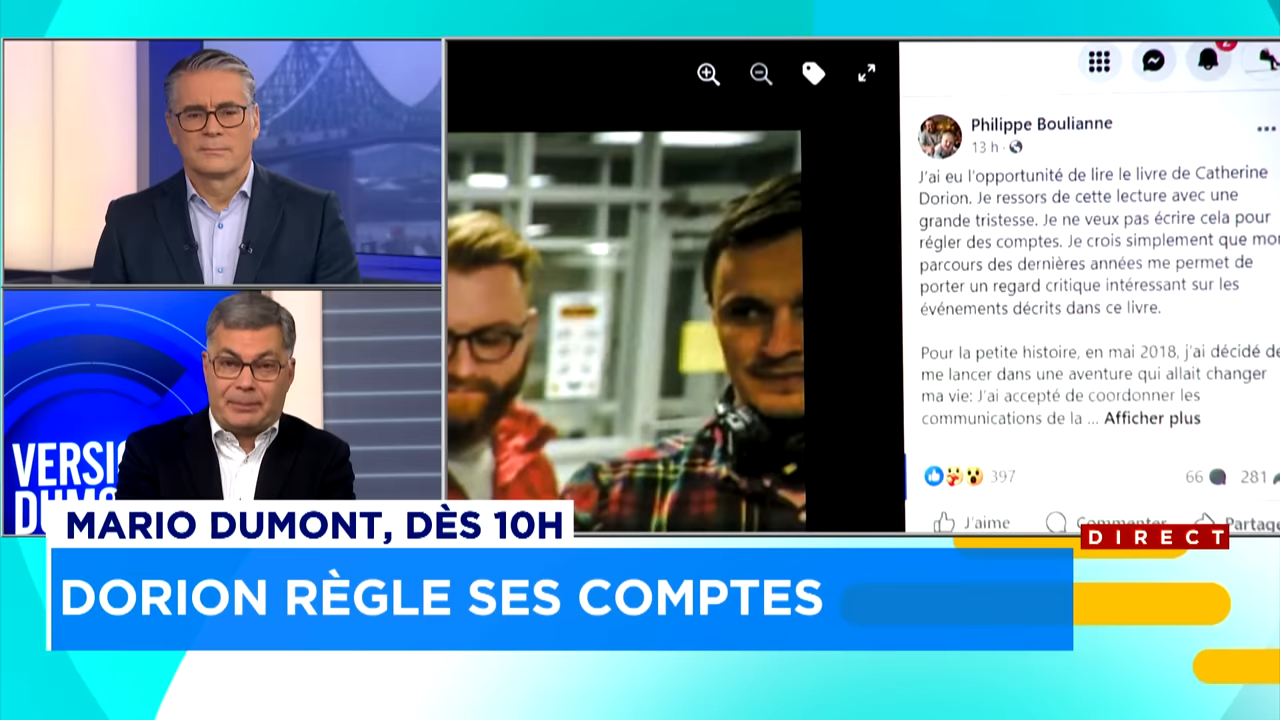 Philippe Boulianne
13 h
J'ai eu l'opportunité de lire le livre de Catherine
Dorion. Je ressors de cette lecture avec une
grande tristesse. Je ne veux pas écrire cela pour
régler des comptes. Je crois simplement que mon
parcours des dernières années me permet de
porter un regard critique intéressant sur les
événements décrits dans ce livre.
Pour la petite histoire, en mai 2018, j'ai décidé de
me lancer dans une aventure qui allait changer
ma vie: J'ai accepté de coordonner les
communications de la ... Afficher plus
397
66
281
J'aime
Commenter
Partage
VERSI
DUMO
MARIO DUMONT, DÈS 10H
DIRECT
DORION RÈGLE SES COMPTES